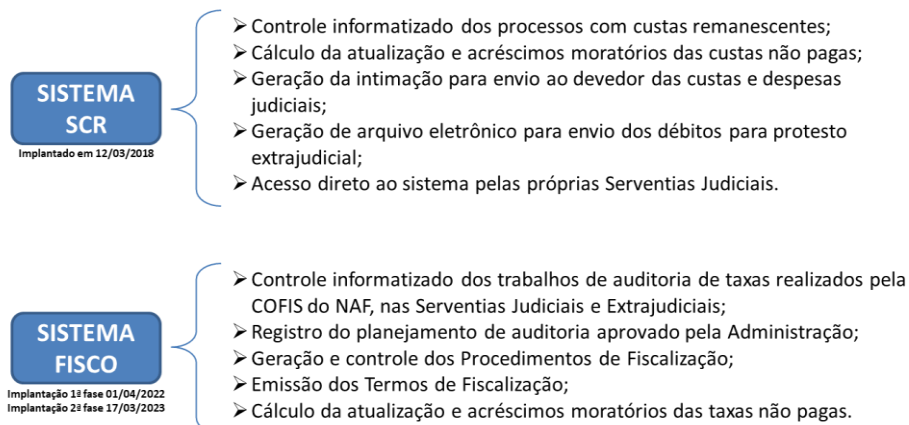 ➢ Controle informatizado dos processos com custas remanescentes;
➢ Cálculo da atualização e acréscimos moratórios das custas não pagas;
➢ Geração da intimação para envio ao devedor das custas e despesas
judiciais;
➢ Geração de arquivo eletrônico para envio dos débitos para protesto
extrajudicial;
➢ Acesso direto ao sistema pelas próprias Serventias Judiciais.
SISTEMA
SCR
Implantado em 12/03/2018
➢ Controle informatizado dos trabalhos de auditoria de taxas realizados pela
COFIS do NAF, nas Serventias Judiciais e Extrajudiciais;
➢ Registro do planejamento de auditoria aprovado pela Administração;
➢ Geração e controle dos Procedimentos de Fiscalização;
➢ Emissão dos Termos de Fiscalização;
➢ Cálculo da atualização e acréscimos moratórios das taxas não pagas.
SISTEMA
FISCO
Implantação 1ª fase 01/04/2022
Implantação 2ª fase 17/03/2023